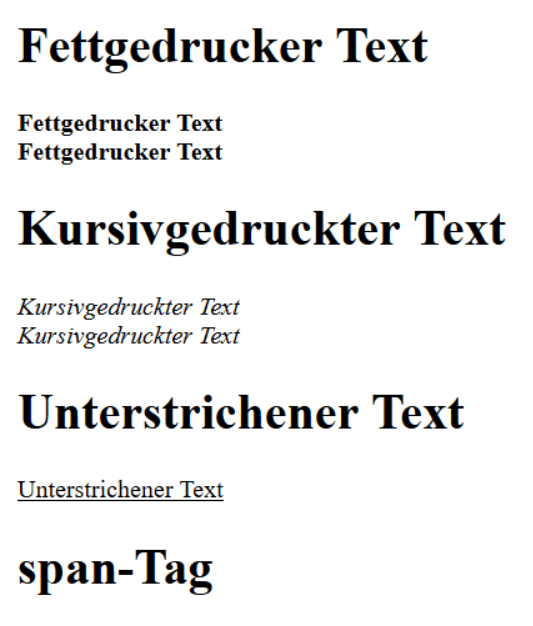 Fettgedrucker Text
Fettgedrucker Text
Fettgedrucker Text
Kursivgedruckter Text
Kursivgedruckter Text
Kursivgedruckter Text
Unterstrichener Text
Unterstrichener Text
span-Tag